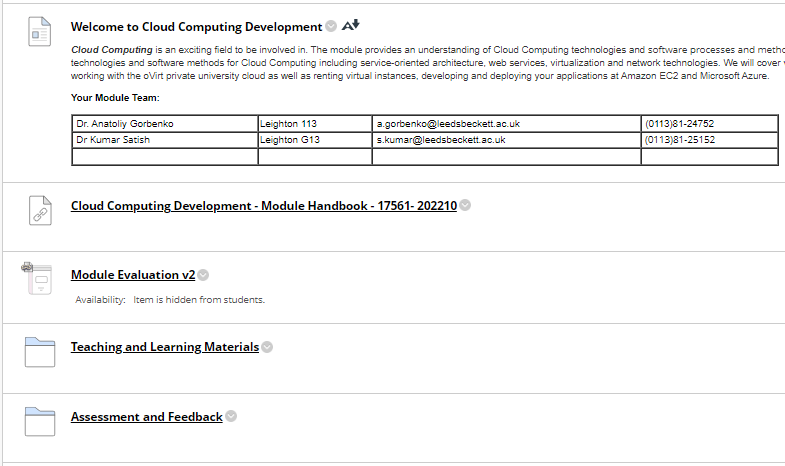 Welcome to Cloud Computing Development
Cloud Computing is an exciting field to be involved in. The module provides an understanding of Cloud Computing technologies and software processes and
technologies and software methods for Cloud Computing including service-oriented architecture, web services, virtualization and network technologies. We will cover
working with the oVirt private university cloud as well as renting virtual instances, developing and deploying your applications at Amazon EC2 and Microsoft Azure.
Your Module Team:
Dr. Anatoliy Gorbenko Leighton 113 a.gorbenko@leedsbeckett.ac.uk (0113)81-24752
Dr Kumar Satish Leighton G13 s.kumar@leedsbeckett.ac.uk (0113)81-25152
Cloud Computing Development - Module Handbook - 17561- 202210
Module Evaluation v2
Availability: Item is hidden from students.
Teaching and Learning Materials
Assessment and Feedback